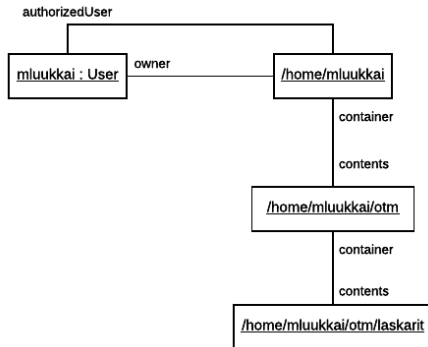 authorizedUser
mluukkai : User
owner
/home/mluukkai
container
contents
/home/mluukkai/otm
container
contents
/home/mluukkai/otm/laskarit